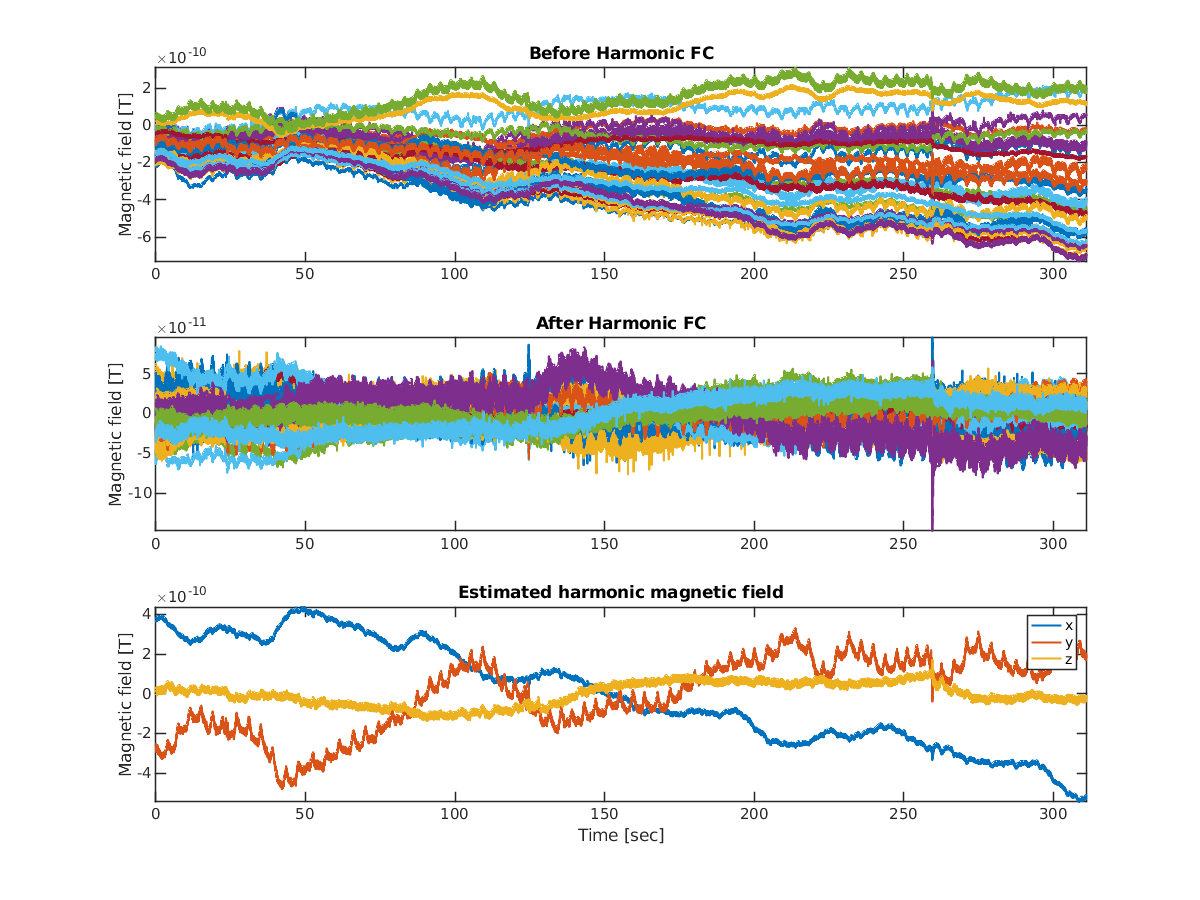 Before Harmonic FC
×10^-10
Magnetic field [T]
2
0
-2
-4
-6
0 50 100 150 200 250 300
After Harmonic FC
×10^-11
Magnetic field [T]
5
0
-5
-10
0 50 100 150 200 250 300
Estimated harmonic magnetic field
×10^-10
Magnetic field [T]
4
2
0
-2
-4
x
y
z
0 50 100 150 200 250 300
Time [sec]